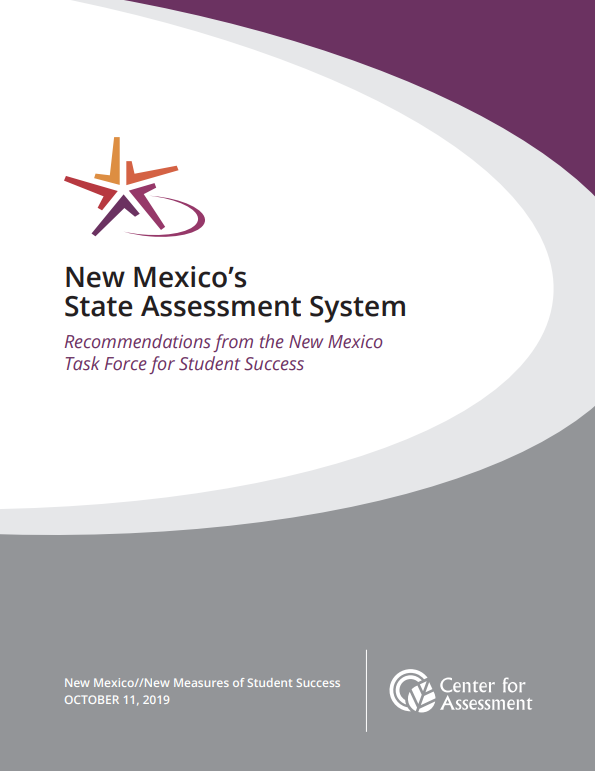 New Mexico’s
State Assessment System
Recommendations from the New Mexico
Task Force for Student Success
New Mexico//New Measures of Student Success
OCTOBER 11, 2019
Center for
Assessment